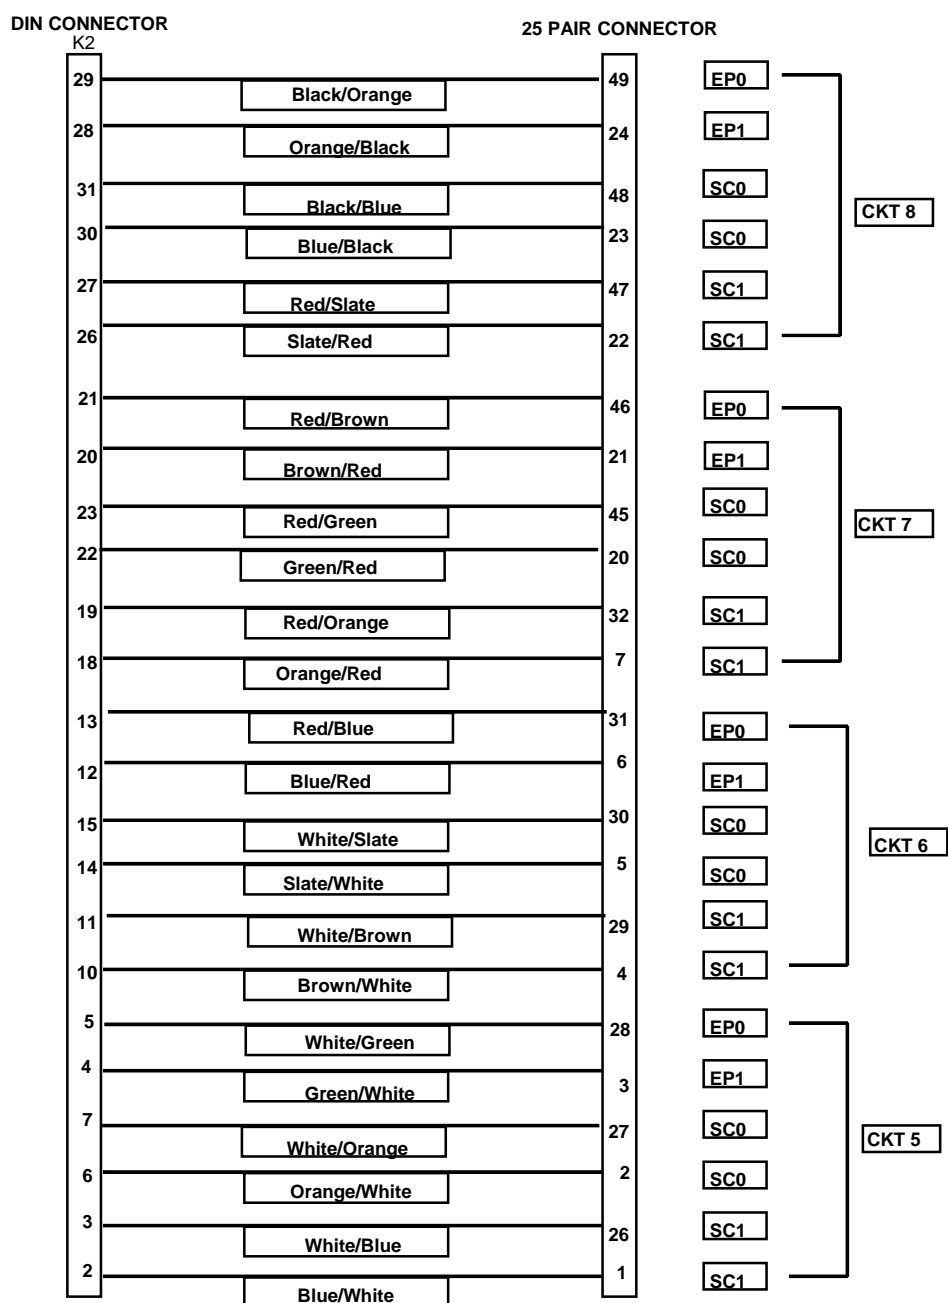 DIN CONNECTOR
K2
25 PAIR CONNECTOR
29 Black/Orange 49 EP0
28 Orange/Black 24 EP1
31 Black/Blue 48 SC0
CKT 8
30 Blue/Black 23 SC0
27 Red/Slate 47 SC1
26 Slate/Red 22 SC1
21 Red/Brown 46 EP0
20 Brown/Red 21 EP1
23 Red/Green 45 SC0
CKT 7
22 Green/Red 20 SC0
19 Red/Orange 32 SC1
18 Orange/Red 7 SC1
13 Red/Blue 31 EP0
12 Blue/Red 6 EP1
15 White/Slate 30 SC0
CKT 6
14 Slate/White 5 SC0
11 White/Brown 29 SC1
10 Brown/White 4 SC1
5 White/Green 28 EP0
4 Green/White 3 EP1
7 White/Orange 27 SC0
CKT 5
6 Orange/White 2 SC0
3 White/Blue 26 SC1
2 Blue/White 1 SC1